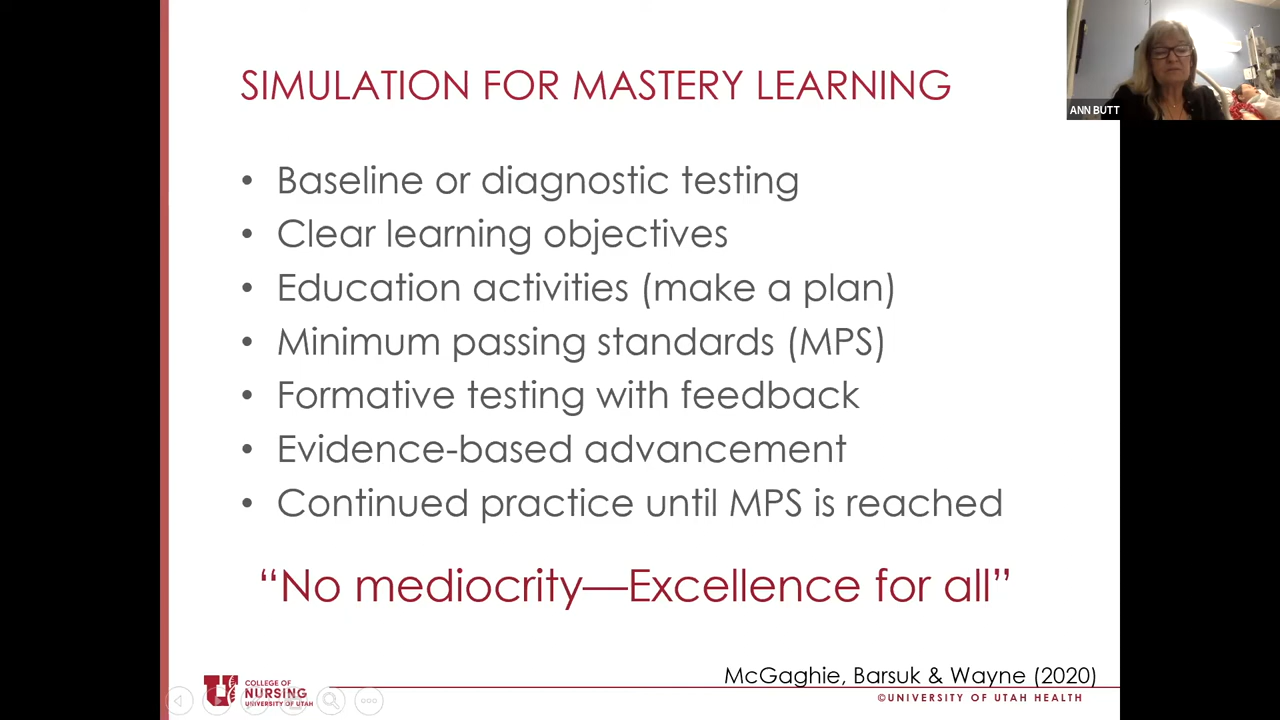 SIMULATION FOR MASTERY LEARNING
ANN BUTT
• Baseline or diagnostic testing
• Clear learning objectives
• Education activities (make a plan)
• Minimum passing standards (MPS)
• Formative testing with feedback
• Evidence-based advancement
• Continued practice until MPS is reached
“No mediocrity—Excellence for all”
McGaghie, Barsuk & Wayne (2020)
COLLEGE OF
NURSING
UNIVERSITY OF UTAH
©UNIVERSITY OF UTAH HEALTH